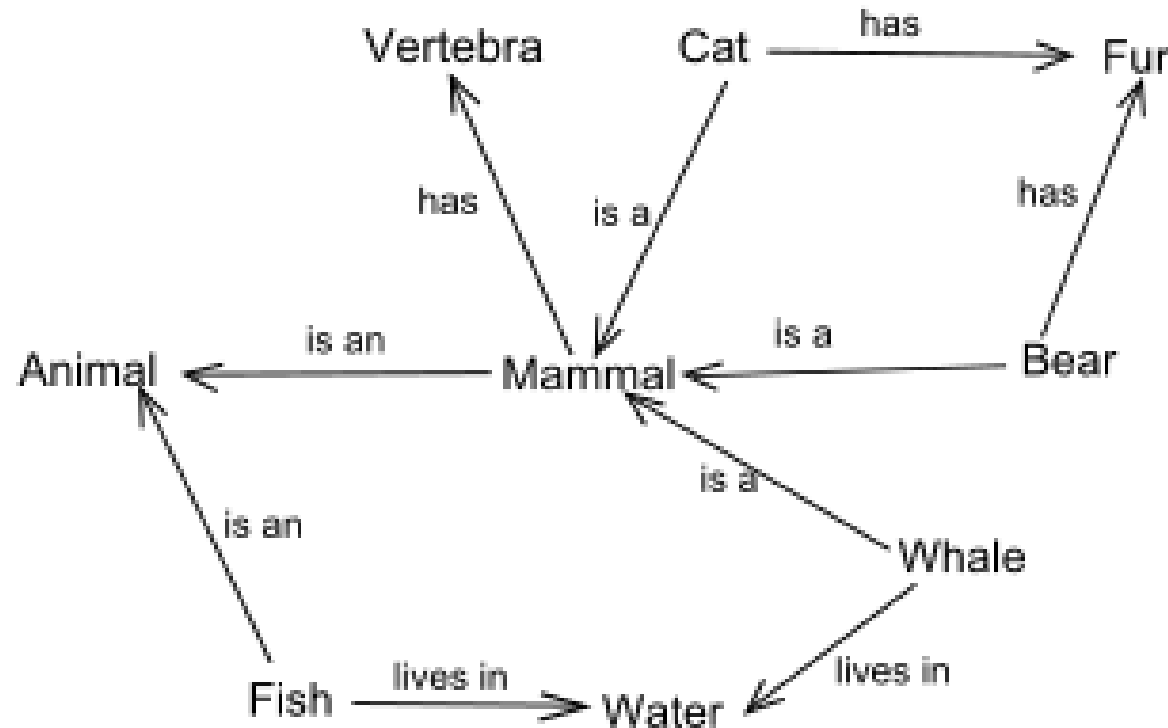 Vertebra
Cat
has
Fur
has
is a
has
Animal
is an
Mammal
is a
Bear
is an
is a
Whale
Fish
lives in
Water
lives in